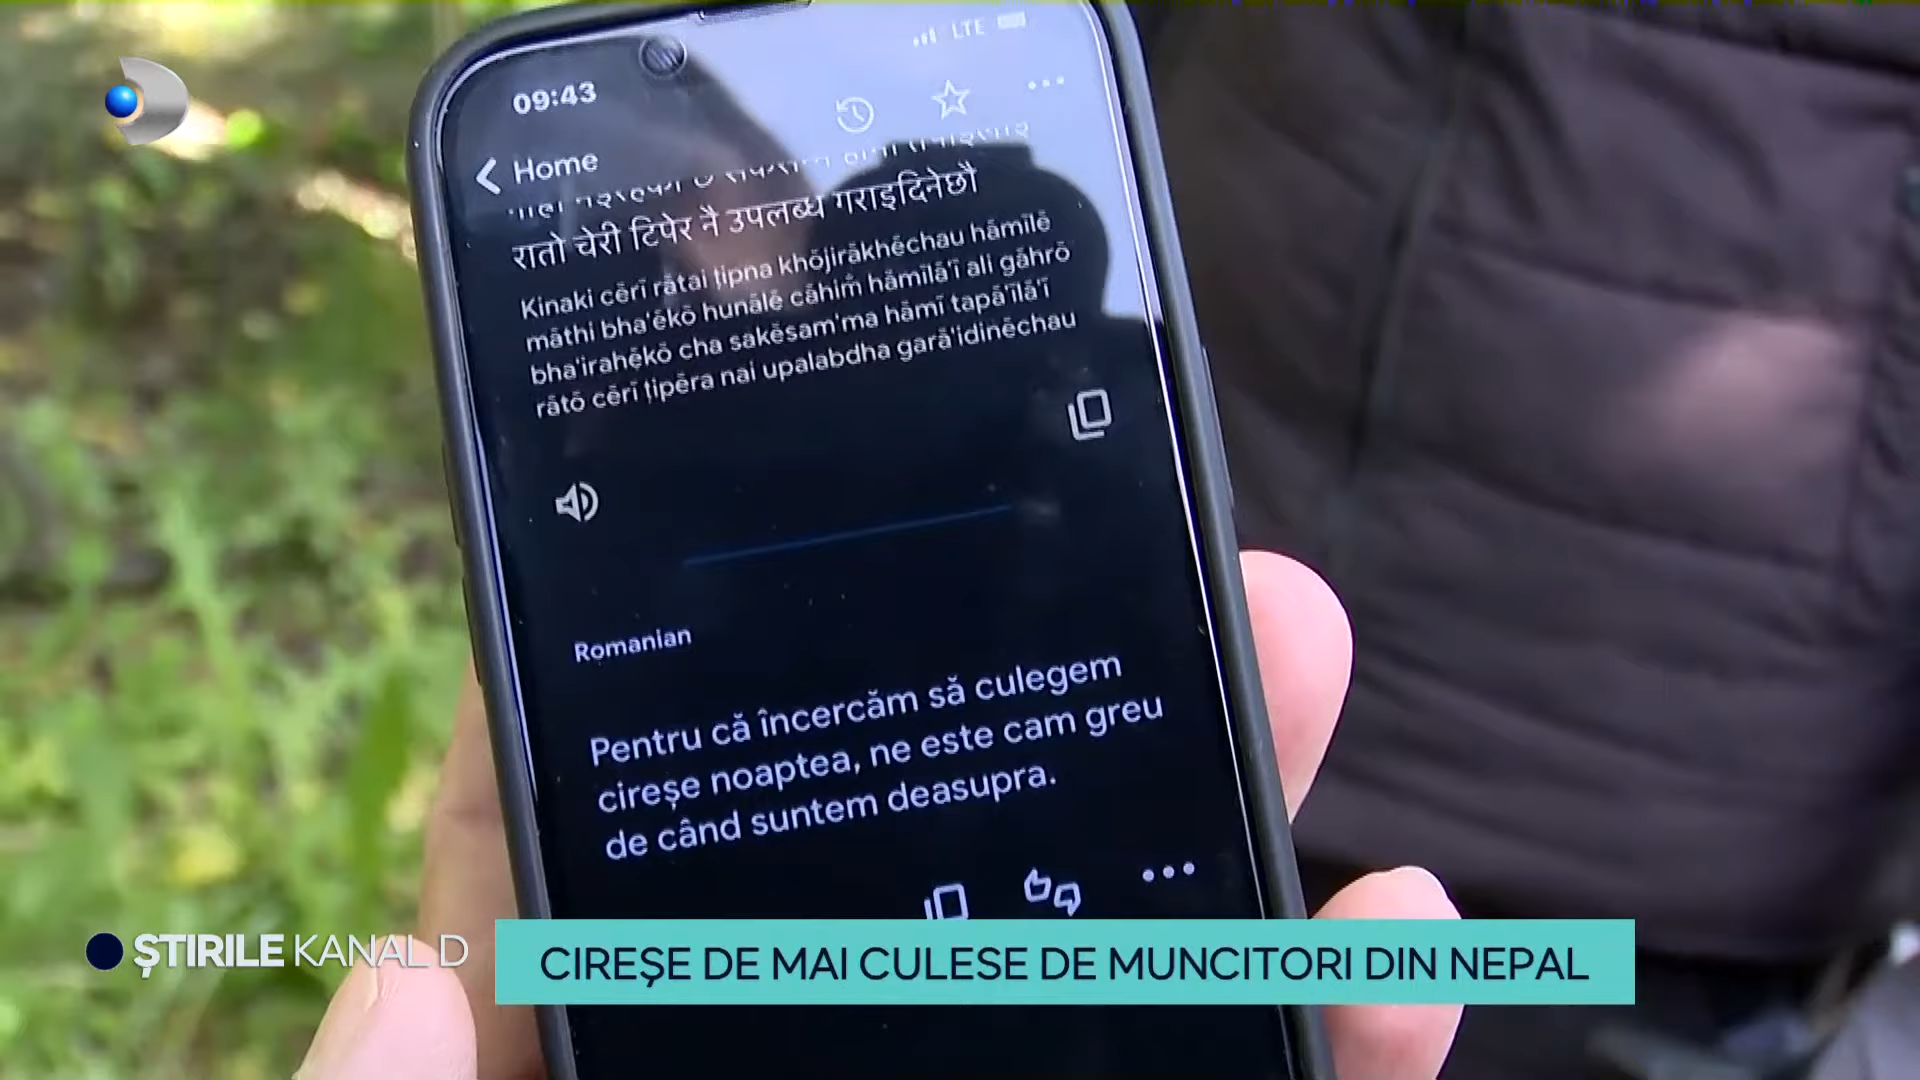 09:43
LTE
Home
रातो चेरी टिपेर नै उपलब्ध गराइदिनेछौ
Kinaki cērī rātai ṭipna khōjirākhēchau hāmīlē
māthi bha'ēkō hunālē cāhim̐ hāmīlā'ī ali gāhrō
bha'irahēkō cha sakēsam'ma hāmī tapā'īlā'ī
rātō cērī ṭipēra nai upalabdha garā'idinēchau
Romanian
Pentru că încercăm să culegem
cireșe noaptea, ne este cam greu
de când suntem deasupra.
ȘTIRILE KANAL D
CIREȘE DE MAI CULESE DE MUNCITORI DIN NEPAL